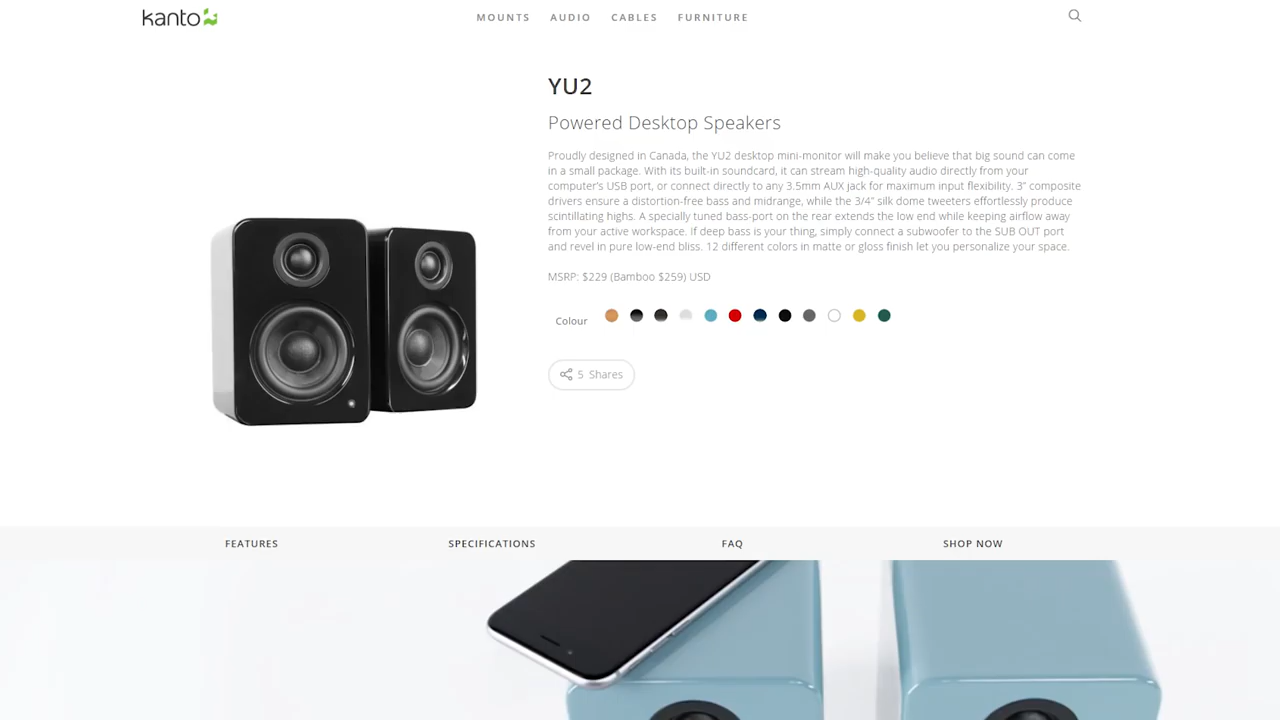 kanto
MOUNTS AUDIO CABLES FURNITURE
YU2
Powered Desktop Speakers
Proudly designed in Canada, the YU2 desktop mini-monitor will make you believe that big sound can come
in a small package. With its built-in soundcard, it can stream high-quality audio directly from your
computer's USB port, or connect directly to any 3.5mm AUX jack for maximum input flexibility. 3” composite
drivers ensure a distortion-free bass and midrange, while the 3/4” silk dome tweeters effortlessly produce
scintillating highs. A specially tuned bass-port on the rear extends the low end while keeping airflow away
from your active workspace. If deep bass is your thing, simply connect a subwoofer to the SUB OUT port
and revel in pure low-end bliss. 12 different colors in matte or gloss finish let you personalize your space.
MSRP: $229 (Bamboo $259) USD
Colour
5 Shares
FEATURES SPECIFICATIONS FAQ SHOP NOW